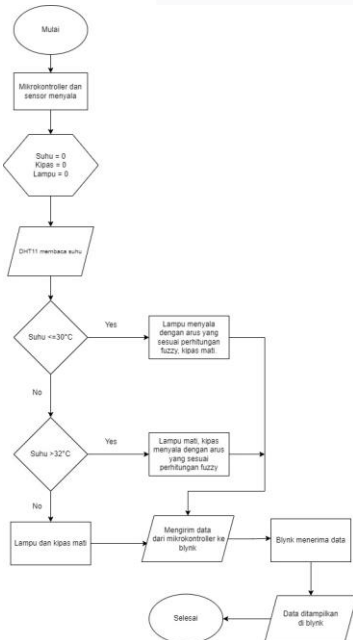 Mulai
Mikrokontroller dan
sensor menyala
Suhu = 0
Kipas = 0
Lampu = 0
DHT11 membaca suhu
Suhu <=30°C
Yes
Lampu menyala
dengan arus yang
sesuai perhitungan
fuzzy, kipas mati.
No
Suhu >32°C
Yes
Lampu mati, kipas
menyala dengan arus
yang sesuai
perhitungan fuzzy
No
Lampu dan kipas mati
Mengirim data
dari mikrokontroller ke
blynk
Blynk menerima data
Data ditampilkan
di blynk
Selesai